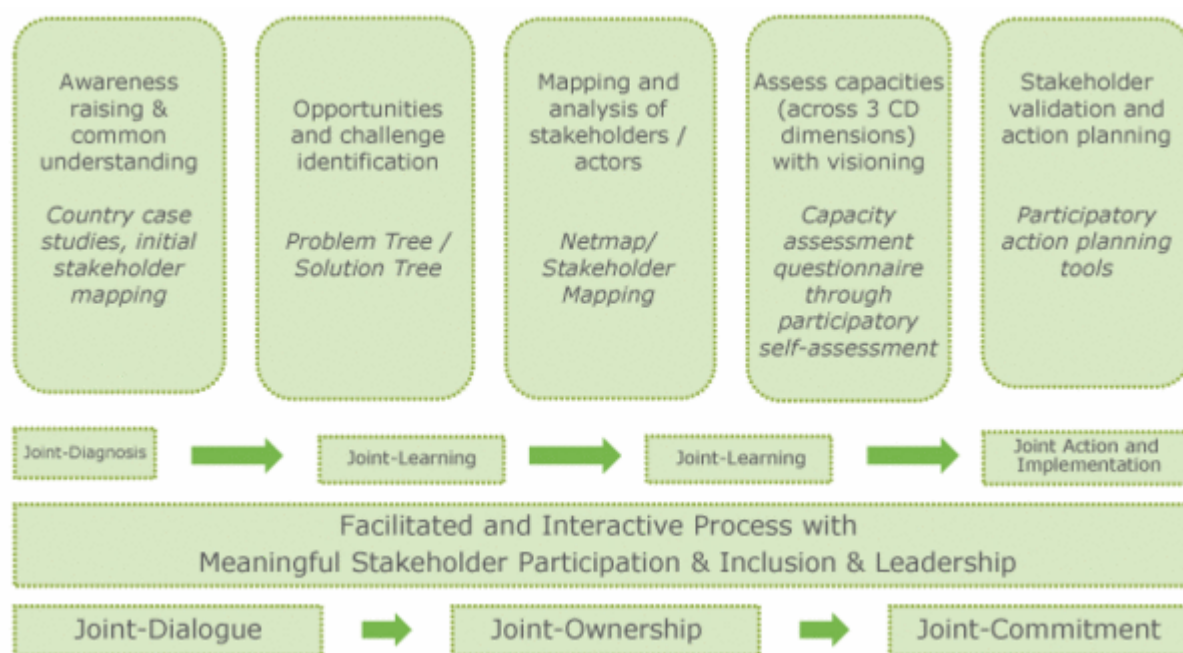 Awareness
raising &
common
understanding
Country case
studies, initial
stakeholder
mapping
Opportunities
and challenge
identification
Problem Tree /
Solution Tree
Mapping and
analysis of
stakeholders /
actors
Netmap/
Stakeholder
Mapping
Assess capacities
(across 3 CD
dimensions)
with visioning
Capacity
assessment
questionnaire
through
participatory
self-assessment
Stakeholder
validation and
action planning
Participatory
action planning
tools
Joint-Diagnosis
Joint-Learning
Joint-Learning
Joint Action and
Implementation
Facilitated and Interactive Process with
Meaningful Stakeholder Participation & Inclusion & Leadership
Joint-Dialogue
Joint-Ownership
Joint-Commitment